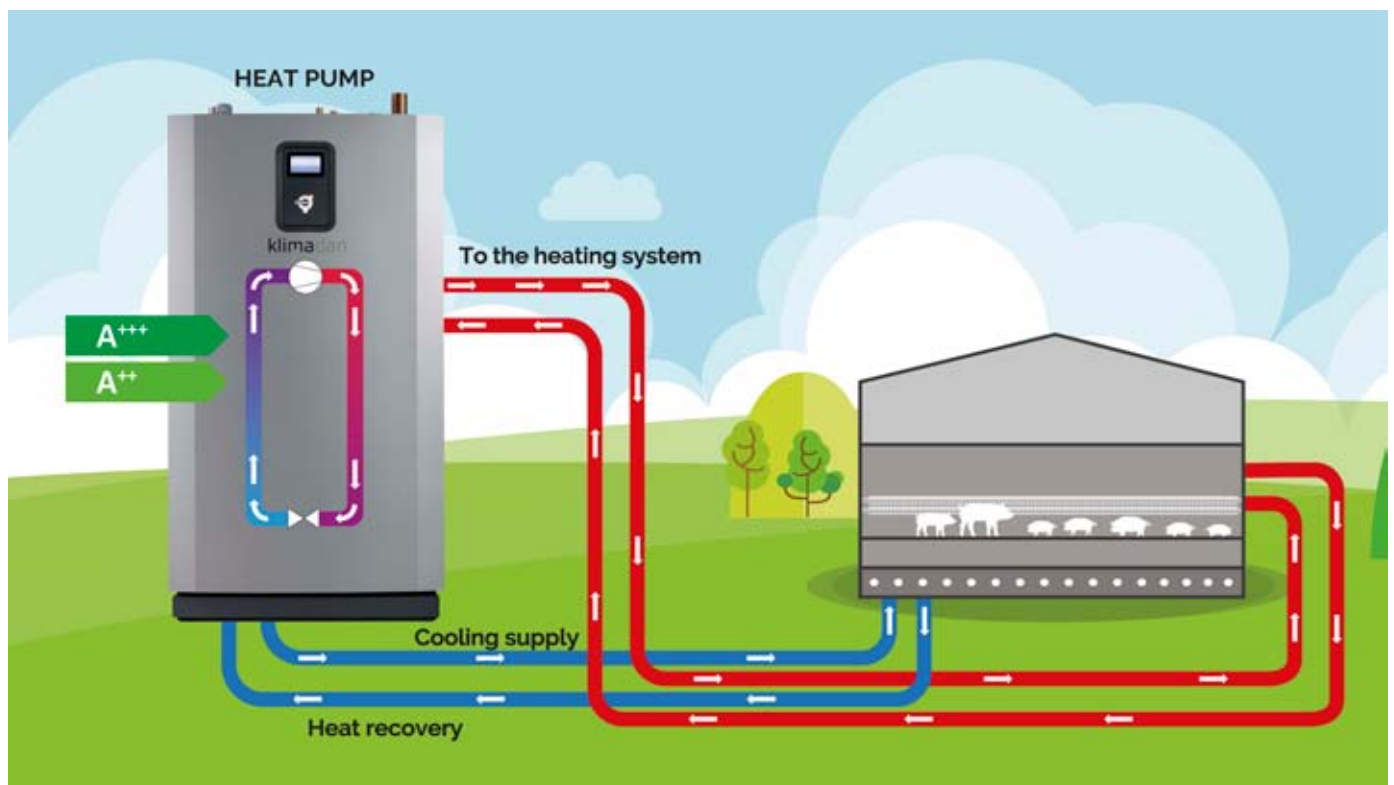 HEAT PUMP
klimadan
To the heating system
A+++
A++
Cooling supply
Heat recovery